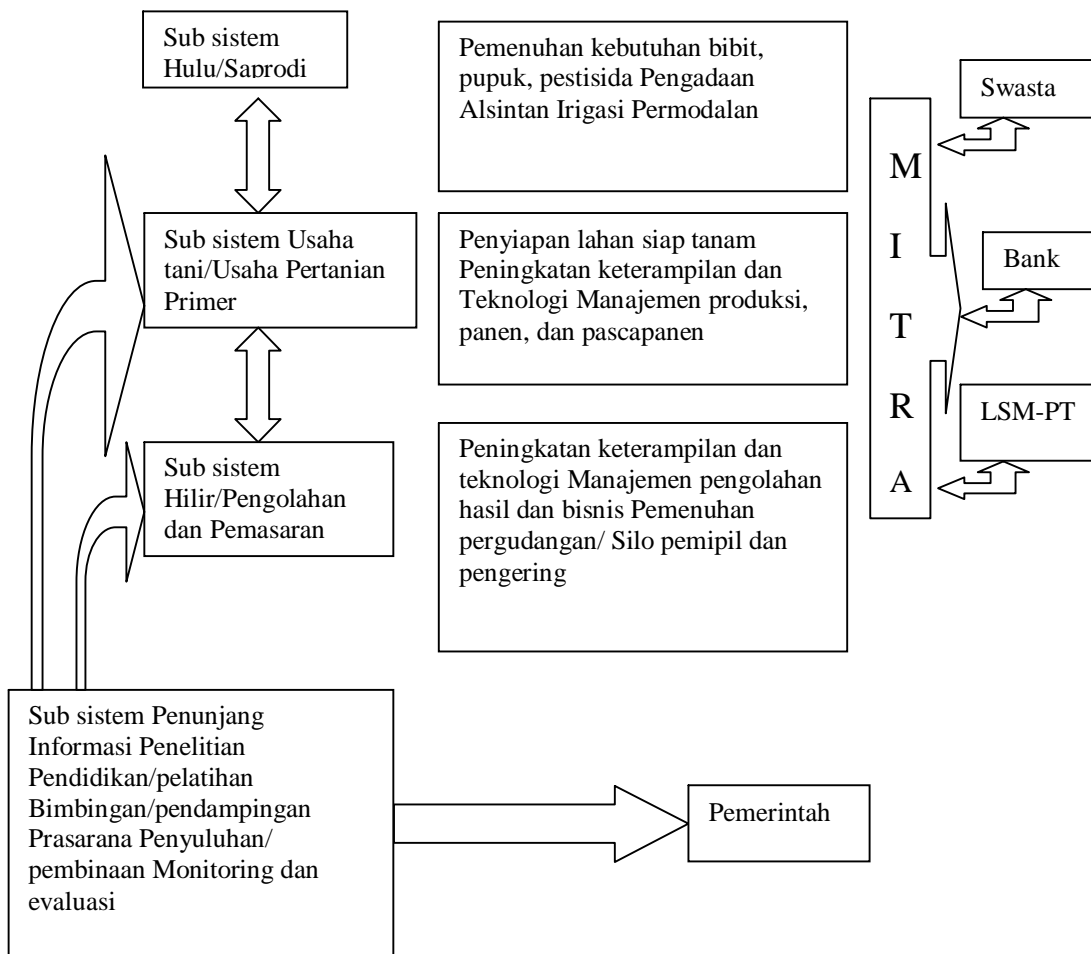 Sub sistem
Hulu/Saprodi
Pemenuhan kebutuhan bibit,
pupuk, pestisida Pengadaan
Alsintan Irigasi Permodalan
Swasta
M
I
T
R
A
Sub sistem Usaha
tani/Usaha Pertanian
Primer
Penyiapan lahan siap tanam
Peningkatan keterampilan dan
Teknologi Manajemen produksi,
panen, dan pascapanen
Bank
LSM-PT
Sub sistem
Hilir/Pengolahan
dan Pemasaran
Peningkatan keterampilan dan
teknologi Manajemen pengolahan
hasil dan bisnis Pemenuhan
pergudangan/ Silo pemipil dan
pengering
Sub sistem Penunjang
Informasi Penelitian
Pendidikan/pelatihan
Bimbingan/pendampingan
Prasarana Penyuluhan/
pembinaan Monitoring dan
evaluasi
Pemerintah